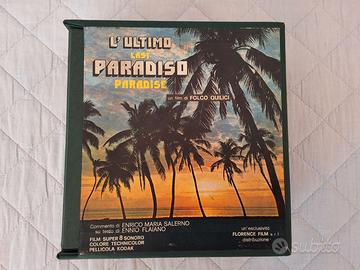 L'ULTIMO
LAST
PARADISO
PARADISE
un film di FOLCO QUILICI
Commento di ENRICO MARIA SALERNO
su testo di ENNIO FLAIANO
FILM SUPER 8 SONORO
COLORE TECHNICOLOR
PELLICOLA KODAK
un'esclusività
FLORENCE FILM s.r.l.
distribuzione
subito